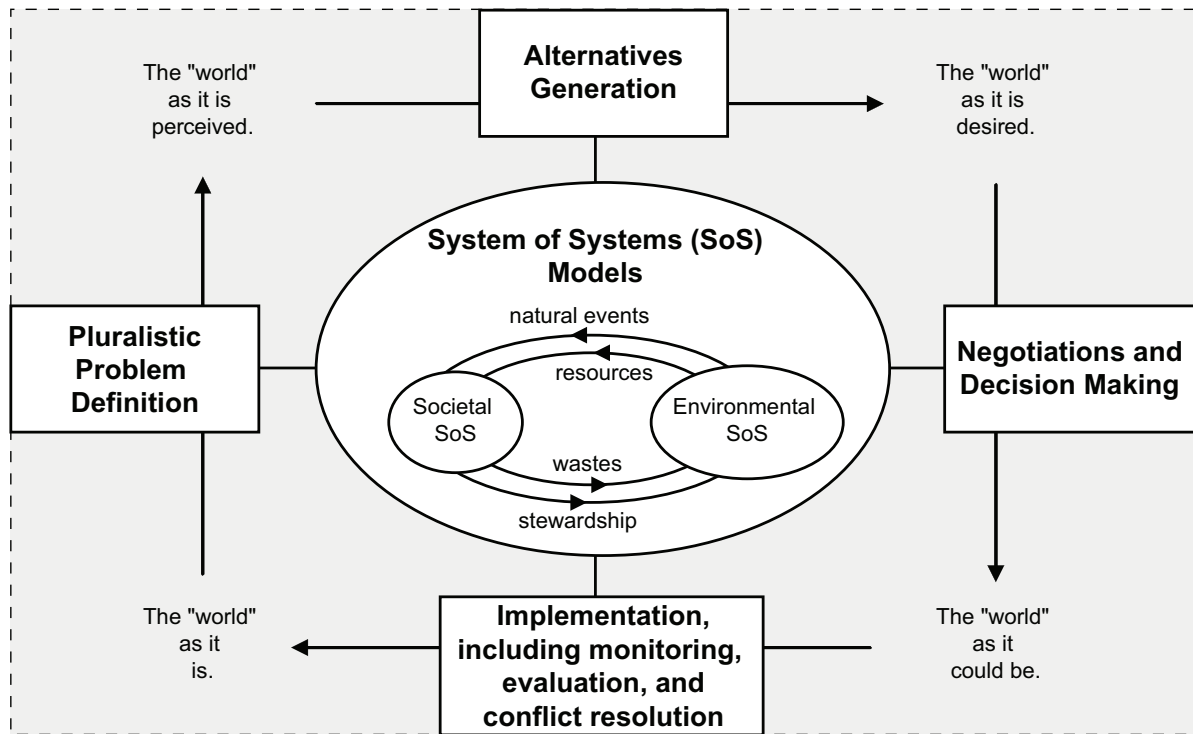 Alternatives
Generation
The "world"
as it is
perceived.
The "world"
as it is
desired.
System of Systems (SoS)
Models
natural events
resources
Societal
SoS
Environmental
SoS
wastes
stewardship
Pluralistic
Problem
Definition
Negotiations and
Decision Making
The "world"
as it
is.
Implementation,
including monitoring,
evaluation, and
conflict resolution
The "world"
as it
could be.